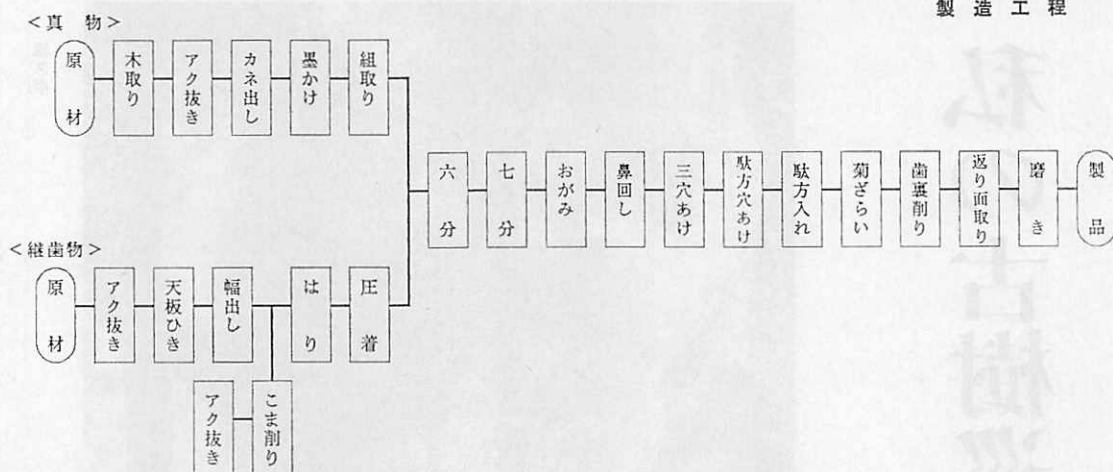 製造工程
<真物>
原材
木取り
アク抜き
カネ出し
墨かけ
組取り
<継歯物>
原材
アク抜き
天板ひき
幅出し
はり
圧着
アク抜き
こま削り
六分
七分
おがみ
鼻回し
三穴あけ
駄方穴あけ
駄方入れ
菊ざらい
歯裏削り
返り面取り
磨き
製品